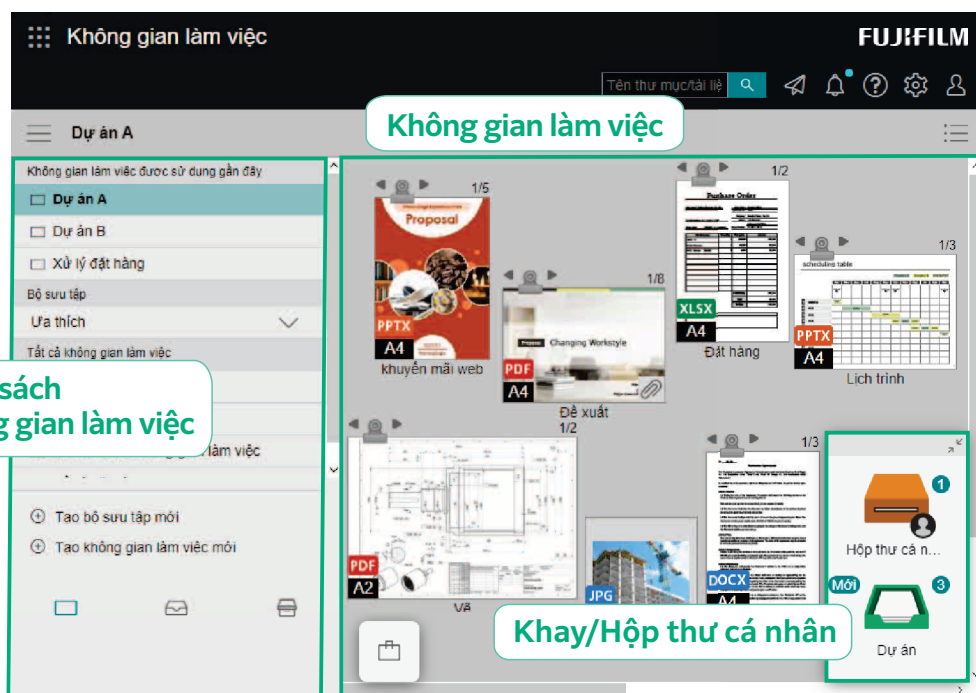 Không gian làm việc
FUJIFILM
Tên thư mục/tài liệ
Dự án A
Không gian làm việc
Không gian làm việc được sử dụng gần đây
Dự án A
Dự án B
Xử lý đặt hàng
Bộ sưu tập
Ưa thích
Tất cả không gian làm việc
sách
gian làm việc
làm việc
Tạo bộ sưu tập mới
Tạo không gian làm việc mới
1/5
Proposal
PPTX
A4
khuyến mãi web
1/8
Changing Workstyle
PDF
A4
Đề xuất
1/2
Purchase Order
XLSX
A4
Đặt hàng
1/3
scheduling table
PPTX
A4
Lịch trình
1/2
PDF
A2
Vẽ
JPG
1/3
DOCX
A4
Khay/Hộp thư cá nhân
1
Hộp thư cá n...
Mới
3
Dự án